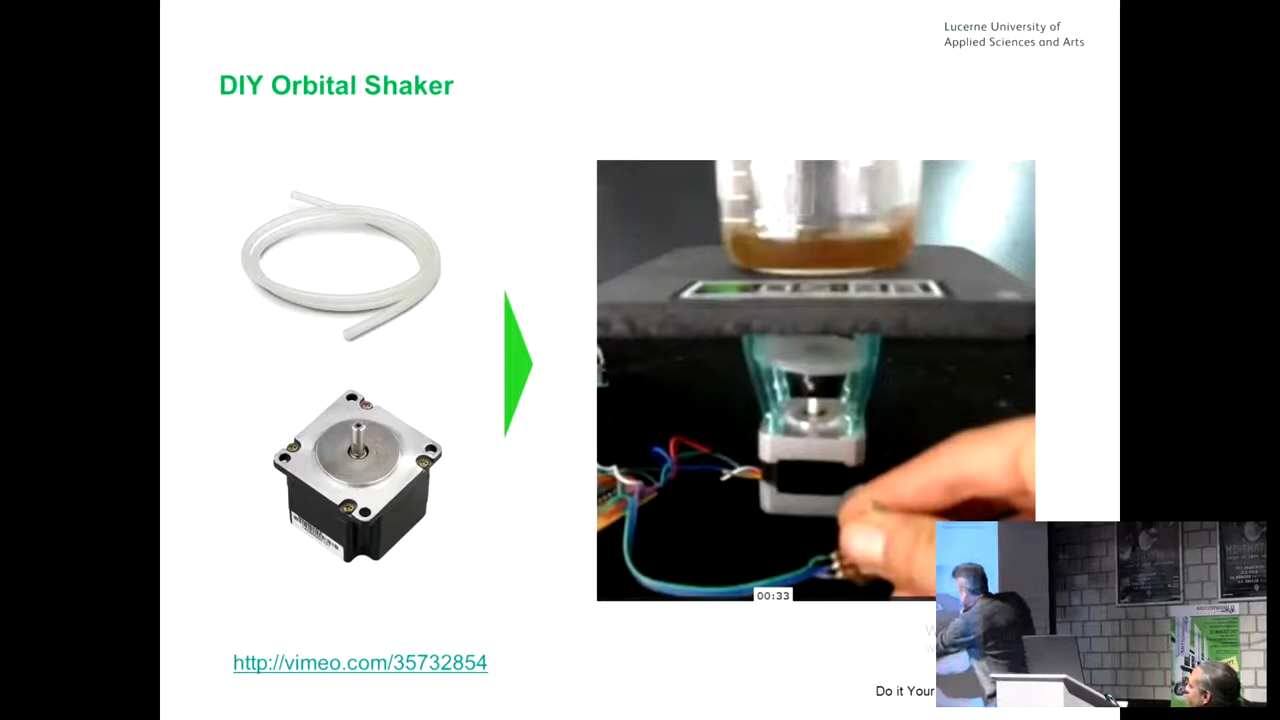 Lucerne University of
Applied Sciences and Arts
DIY Orbital Shaker
00:33
http://vimeo.com/35732854
Do it Your